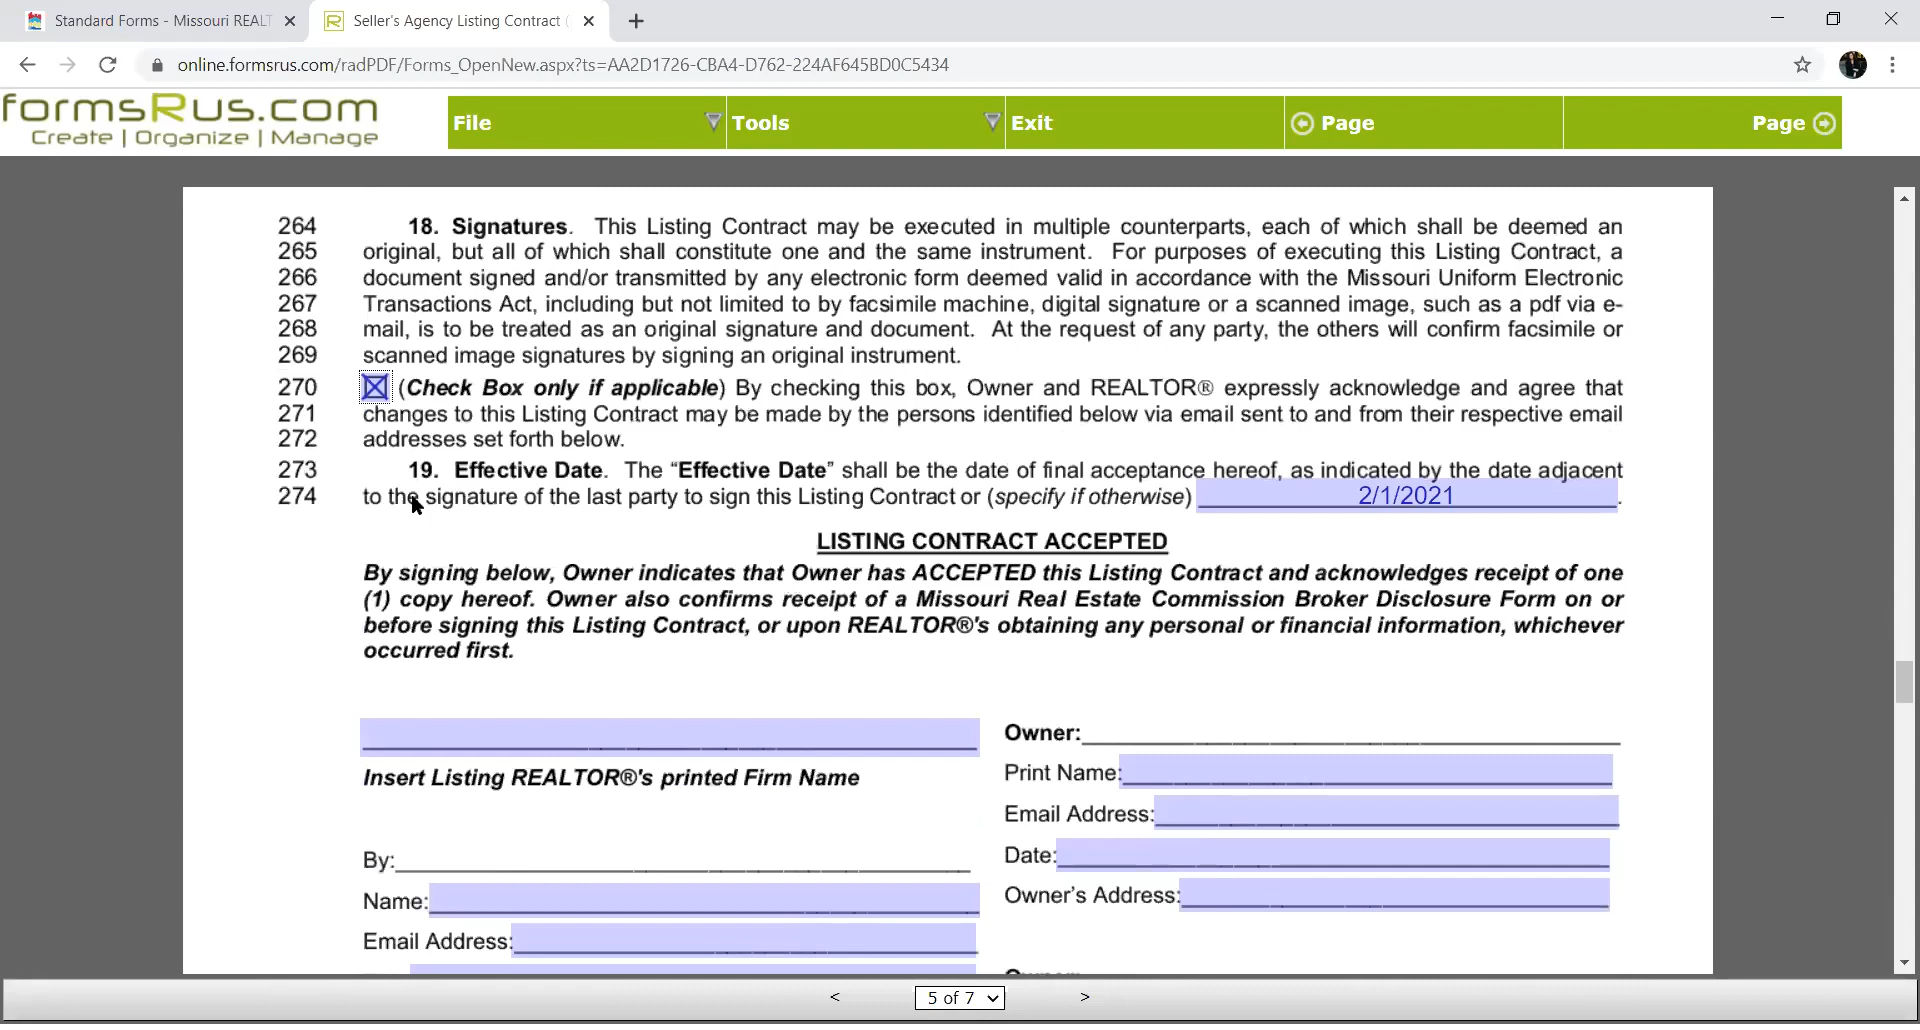 Standard Forms - Missouri REALT
Seller's Agency Listing Contract (
online.formsrus.com/radPDF/Forms_OpenNew.aspx?ts=AA2D1726-CBA4-D762-224AF645BD0C5434
formsRus.com
Create | Organize | Manage
File
Tools
Exit
Page
Page
264 18. Signatures. This Listing Contract may be executed in multiple counterparts, each of which shall be deemed an
265 original, but all of which shall constitute one and the same instrument. For purposes of executing this Listing Contract, a
266 document signed and/or transmitted by any electronic form deemed valid in accordance with the Missouri Uniform Electronic
267 Transactions Act, including but not limited to by facsimile machine, digital signature or a scanned image, such as a pdf via e-
268 mail, is to be treated as an original signature and document. At the request of any party, the others will confirm facsimile or
269 scanned image signatures by signing an original instrument.
270 (Check Box only if applicable) By checking this box, Owner and REALTOR® expressly acknowledge and agree that
271 changes to this Listing Contract may be made by the persons identified below via email sent to and from their respective email
272 addresses set forth below.
273 19. Effective Date. The “Effective Date” shall be the date of final acceptance hereof, as indicated by the date adjacent
274 to the signature of the last party to sign this Listing Contract or (specify if otherwise) 2/1/2021.
LISTING CONTRACT ACCEPTED
By signing below, Owner indicates that Owner has ACCEPTED this Listing Contract and acknowledges receipt of one
(1) copy hereof. Owner also confirms receipt of a Missouri Real Estate Commission Broker Disclosure Form on or
before signing this Listing Contract, or upon REALTOR®'s obtaining any personal or financial information, whichever
occurred first.
Insert Listing REALTOR®'s printed Firm Name
By:
Name:
Email Address:
Owner:
Print Name:
Email Address:
Date:
Owner’s Address:
< 5 of 7 >